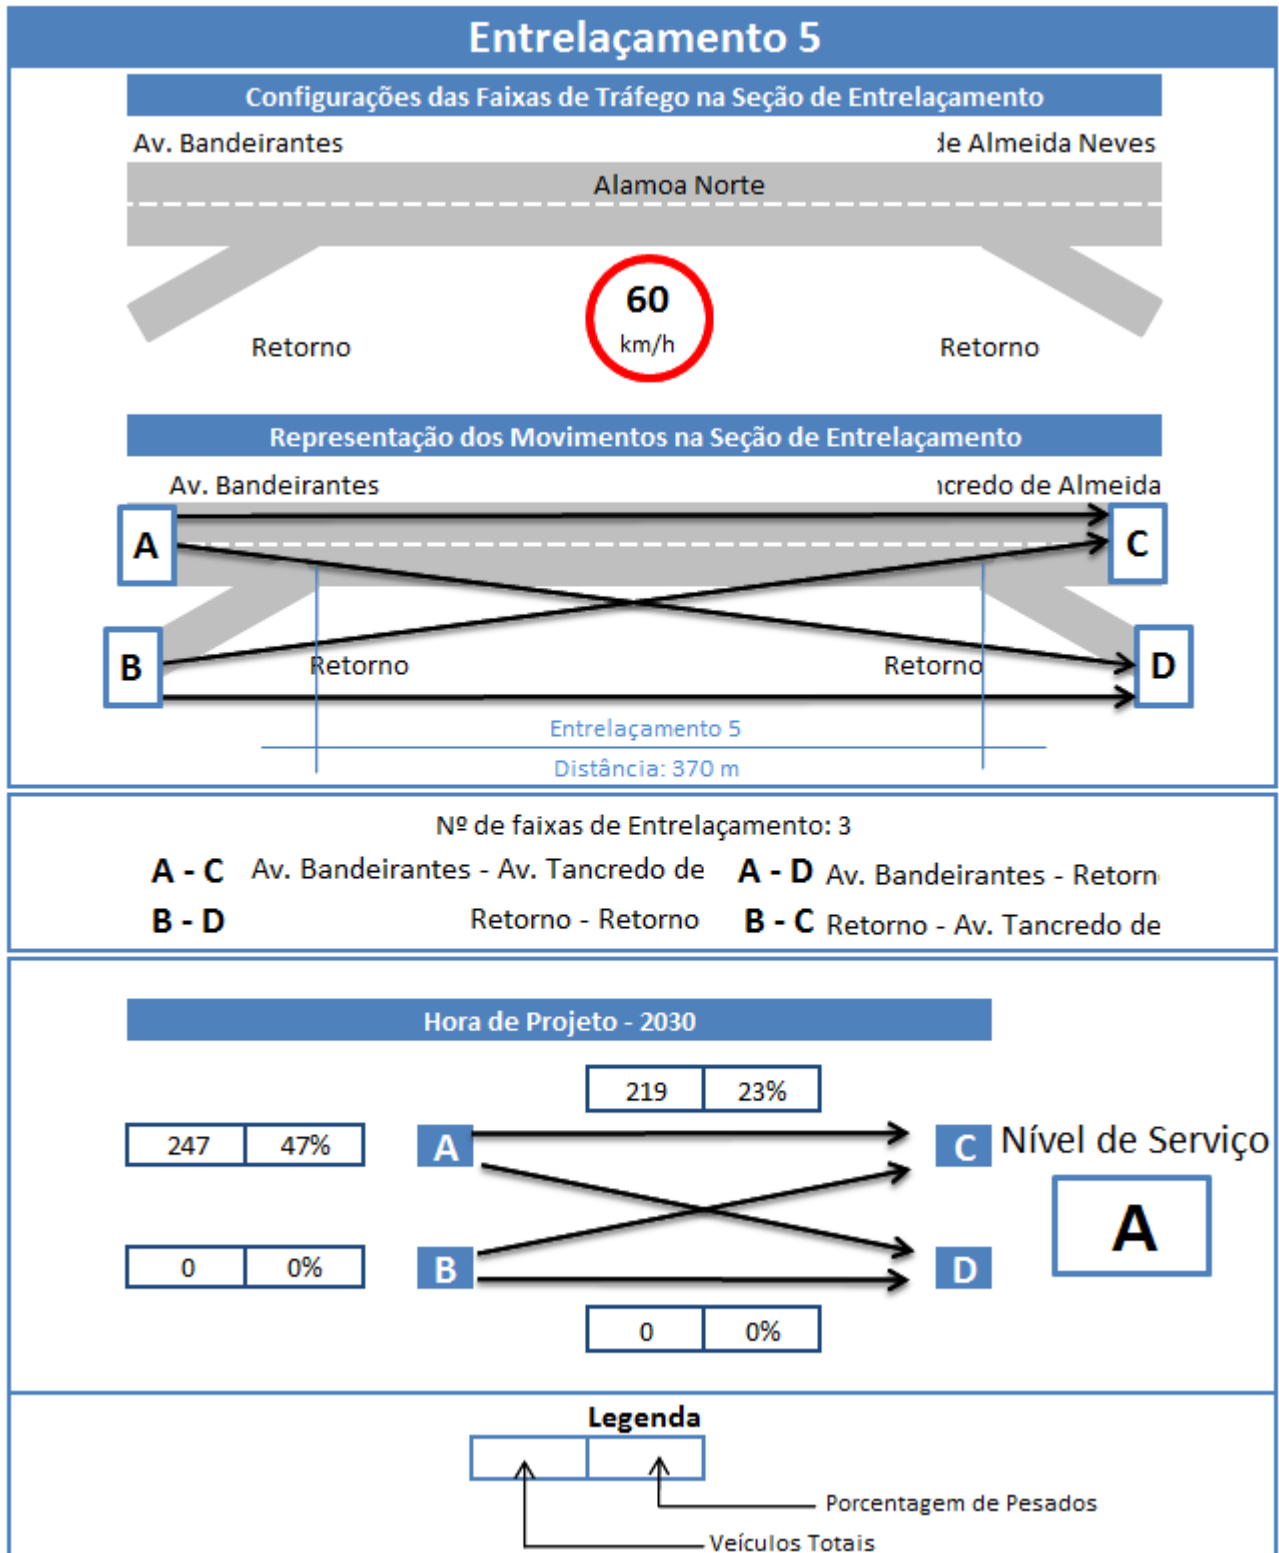 Entrelaçamento 5
Configurações das Faixas de Tráfego na Seção de Entrelaçamento
Av. Bandeirantes de Almeida Neves
Alamoa Norte
60
km/h
Retorno Retorno
Representação dos Movimentos na Seção de Entrelaçamento
Av. Bandeirantes ncredo de Almeida
A C
B Retorno Retorno D
Entrelaçamento 5
Distância: 370 m
Nº de faixas de Entrelaçamento: 3
A - C Av. Bandeirantes - Av. Tancredo de A - D Av. Bandeirantes - Retorn
B - D Retorno - Retorno B - C Retorno - Av. Tancredo de
Hora de Projeto - 2030
219 23%
247 47% A C Nível de Serviço
A
0 0% B D
0 0%
Legenda
Porcentagem de Pesados
Veículos Totais